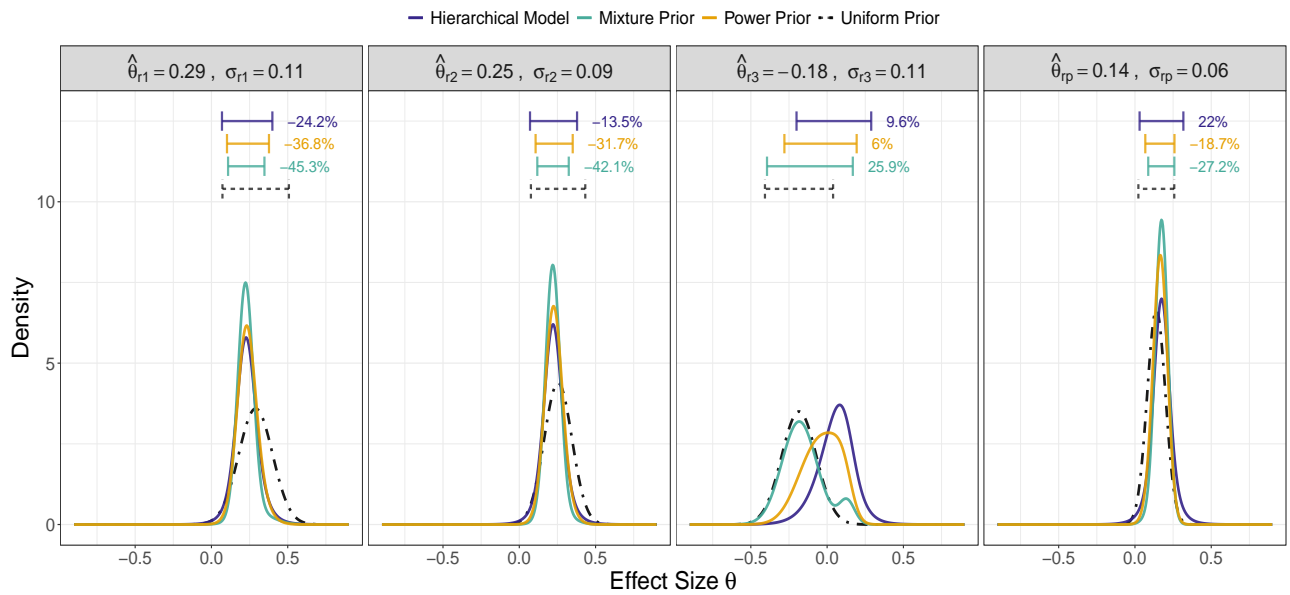 Hierarchical Model Mixture Prior Power Prior Uniform Prior
θ̂r1 = 0.29 , σr1 = 0.11
θ̂r2 = 0.25 , σr2 = 0.09
θ̂r3 = −0.18 , σr3 = 0.11
θ̂rp = 0.14 , σrp = 0.06
−24.2%
−36.8%
−45.3%
−13.5%
−31.7%
−42.1%
9.6%
6%
25.9%
22%
−18.7%
−27.2%
Density
10
5
0
−0.5 0.0 0.5
−0.5 0.0 0.5
−0.5 0.0 0.5
−0.5 0.0 0.5
Effect Size θ